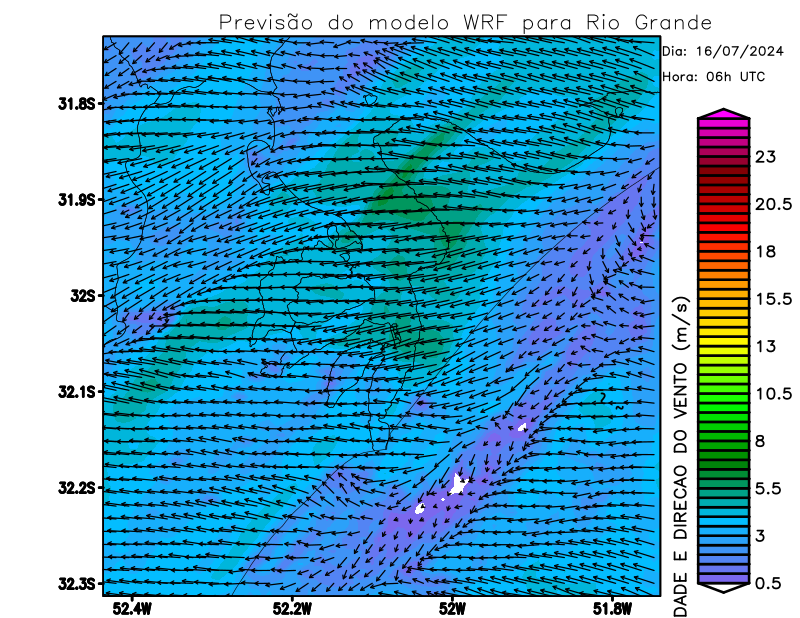 Previsão do modelo WRF para Rio Grande
Dia: 16/07/2024
Hora: 06h UTC
31.8S
31.9S
32S
32.1S
32.2S
32.3S
52.4W
52.2W
52W
51.8W
23
20.5
18
15.5
13
10.5
8
5.5
3
0.5
DADE E DIRECAO DO VENTO (m/s)